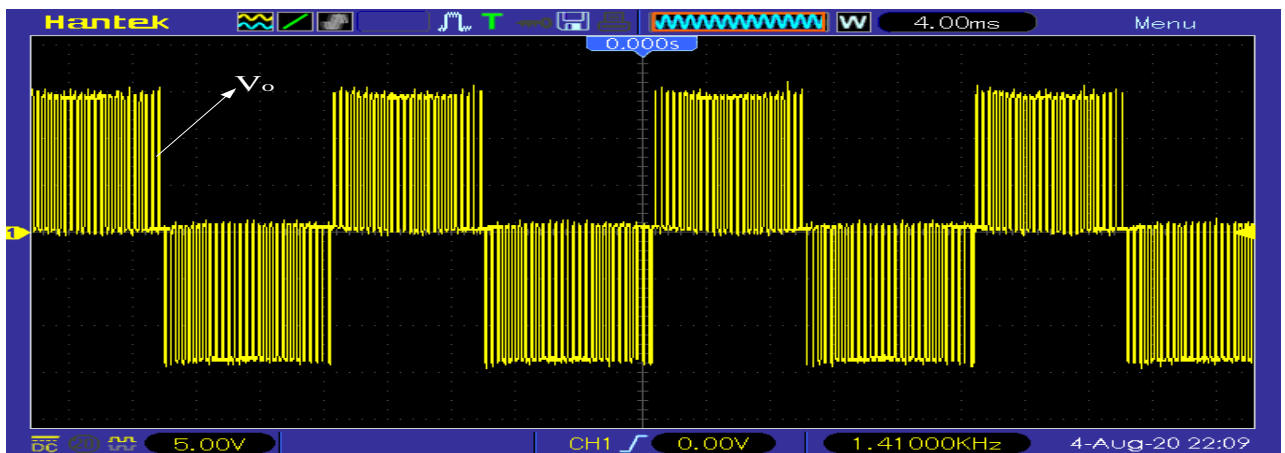 Hantek T W 4.00ms Menu
0.000s
Vo
1
DC 5.00V CH1 0.00V 1.41000KHz 4-Aug-20 22:09